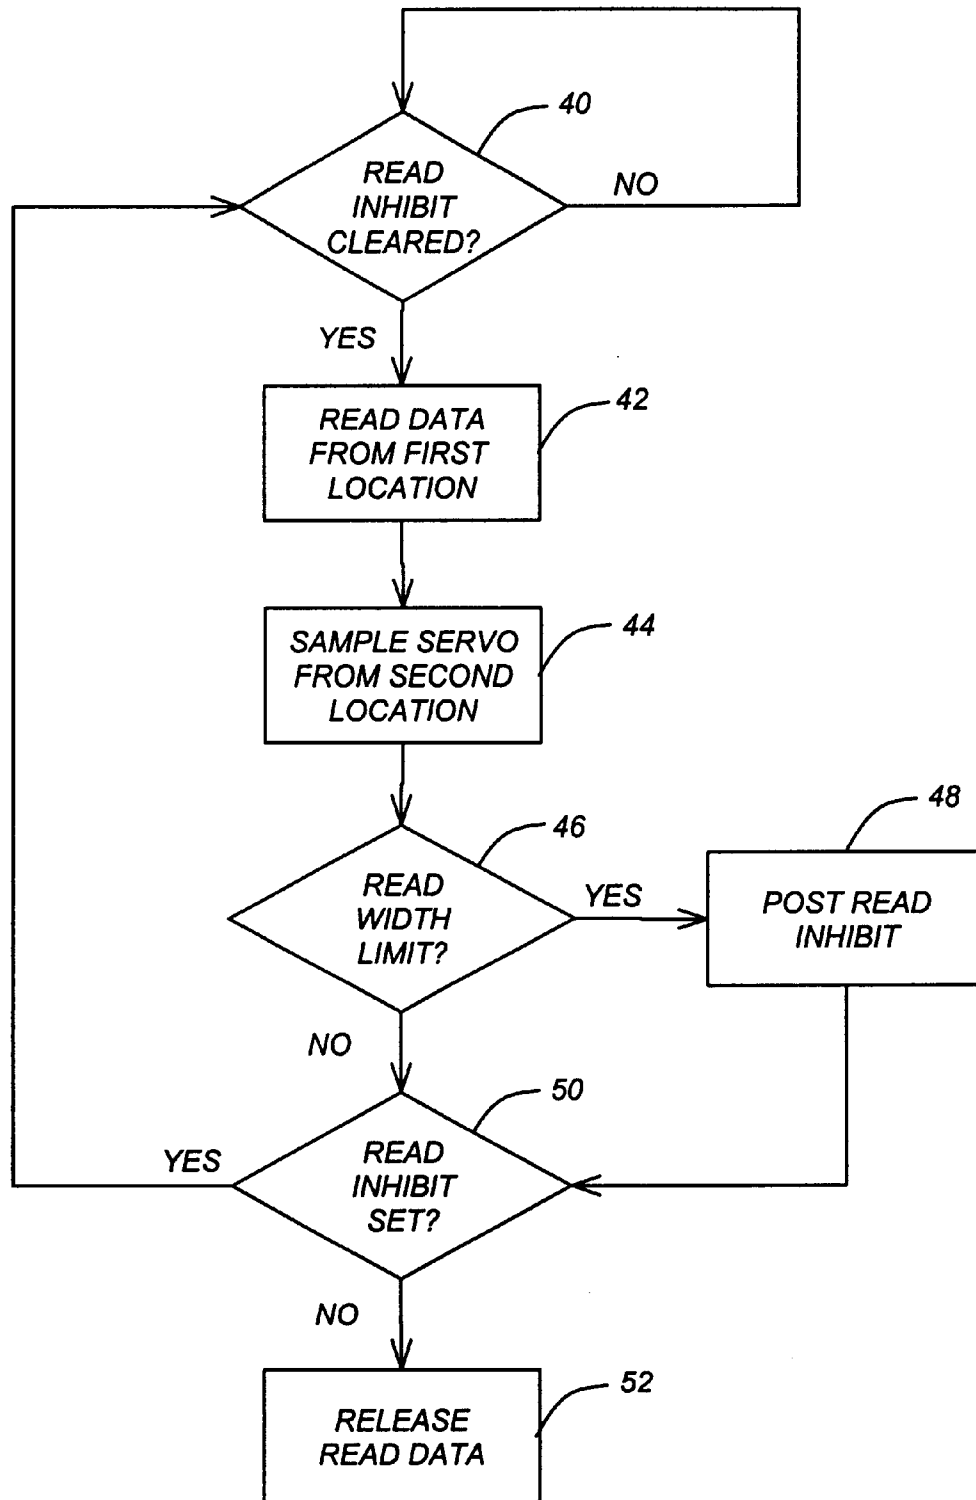 40
READ
INHIBIT
CLEARED?
NO
YES
42
READ DATA
FROM FIRST
LOCATION
44
SAMPLE SERVO
FROM SECOND
LOCATION
46
READ
WIDTH
LIMIT?
YES
48
POST READ
INHIBIT
NO
50
YES
READ
INHIBIT
SET?
NO
52
RELEASE
READ DATA